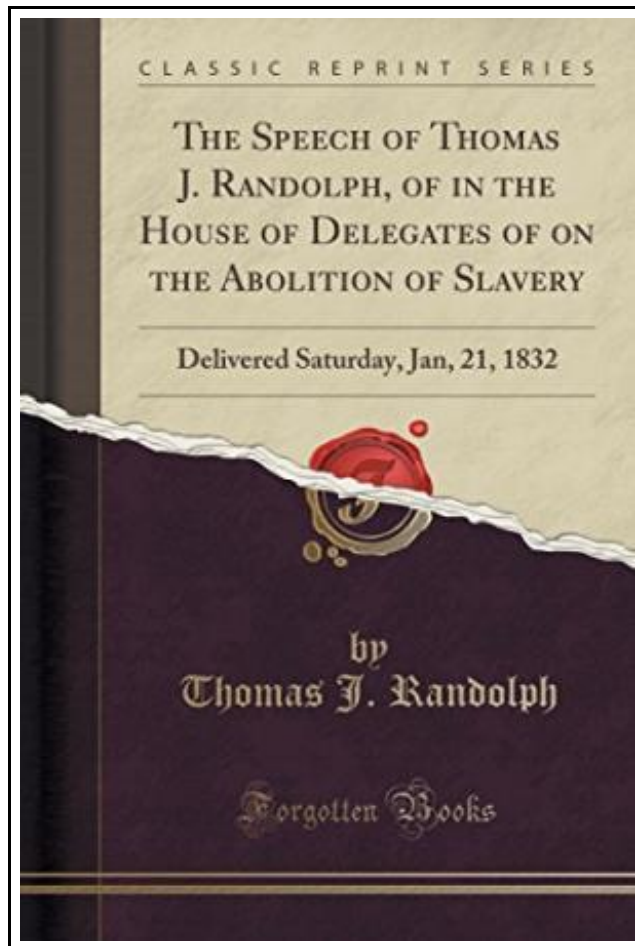 CLASSIC REPRINT SERIES
THE SPEECH OF THOMAS
J. RANDOLPH, OF IN THE
HOUSE OF DELEGATES OF ON
THE ABOLITION OF SLAVERY
Delivered Saturday, Jan, 21, 1832
F
by
Thomas J. Randolph
Forgotten Books